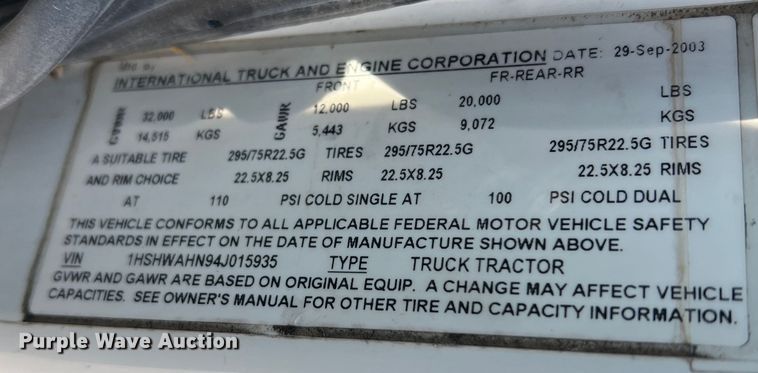 MFG BY
INTERNATIONAL TRUCK AND ENGINE CORPORATION DATE: 29-Sep-2003
FRONT FR-REAR-RR
GVWR 32,000 LBS GAWR 12,000 LBS 20,000 LBS
14,515 KGS 5,443 KGS 9,072 KGS
A SUITABLE TIRE 295/75R22.5G TIRES 295/75R22.5G 295/75R22.5G TIRES
AND RIM CHOICE 22.5X8.25 RIMS 22.5X8.25 22.5X8.25 RIMS
AT 110 PSI COLD SINGLE AT 100 PSI COLD DUAL
THIS VEHICLE CONFORMS TO ALL APPLICABLE FEDERAL MOTOR VEHICLE SAFETY
STANDARDS IN EFFECT ON THE DATE OF MANUFACTURE SHOWN ABOVE.
VIN 1HSHWAHN94J015935 TYPE TRUCK TRACTOR
GVWR AND GAWR ARE BASED ON ORIGINAL EQUIP. A CHANGE MAY AFFECT VEHICLE
CAPACITIES. SEE OWNER'S MANUAL FOR OTHER TIRE AND CAPACITY INFORMATION.
Purple Wave Auction